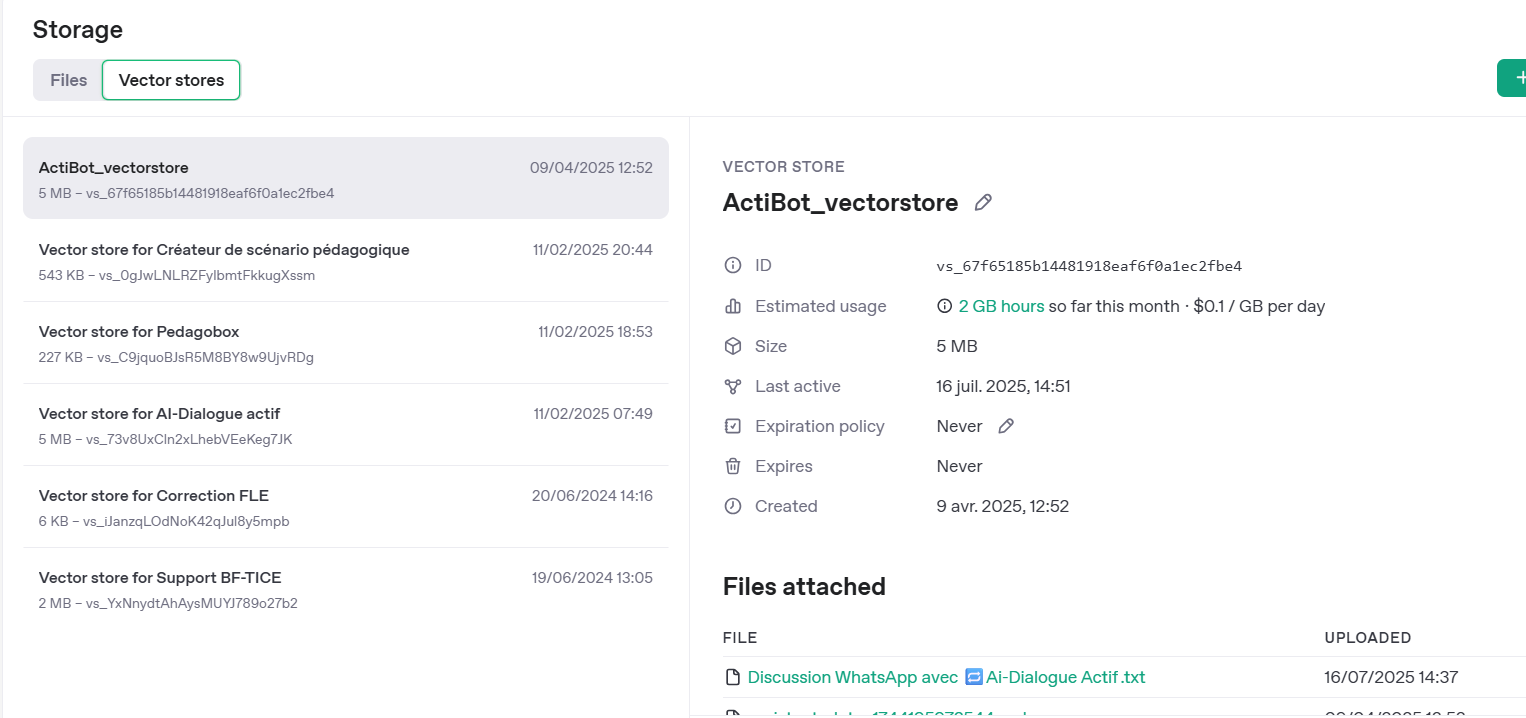 Storage
Files
Vector stores
ActiBot_vectorstore 09/04/2025 12:52
5 MB – vs_67f65185b14481918eaf6f0a1ec2fbe4
Vector store for Créateur de scénario pédagogique 11/02/2025 20:44
543 KB – vs_0gJwLNLRZFylbmtFkkugXssm
Vector store for Pedagobox 11/02/2025 18:53
227 KB – vs_C9jquoBJsR5M8BY8w9UjvRDg
Vector store for AI-Dialogue actif 11/02/2025 07:49
5 MB – vs_73v8UxCln2xLhebVEeKeg7JK
Vector store for Correction FLE 20/06/2024 14:16
6 KB – vs_iJanzqLOdNoK42qJul8y5mpb
Vector store for Support BF-TICE 19/06/2024 13:05
2 MB – vs_YxNnydtAhAysMUYJ789o27b2
VECTOR STORE
ActiBot_vectorstore
ID vs_67f65185b14481918eaf6f0a1ec2fbe4
Estimated usage 2 GB hours so far this month · $0.1 / GB per day
Size 5 MB
Last active 16 juil. 2025, 14:51
Expiration policy Never
Expires Never
Created 9 avr. 2025, 12:52
Files attached
FILE UPLOADED
Discussion WhatsApp avec 🔁Ai-Dialogue Actif.txt 16/07/2025 14:37